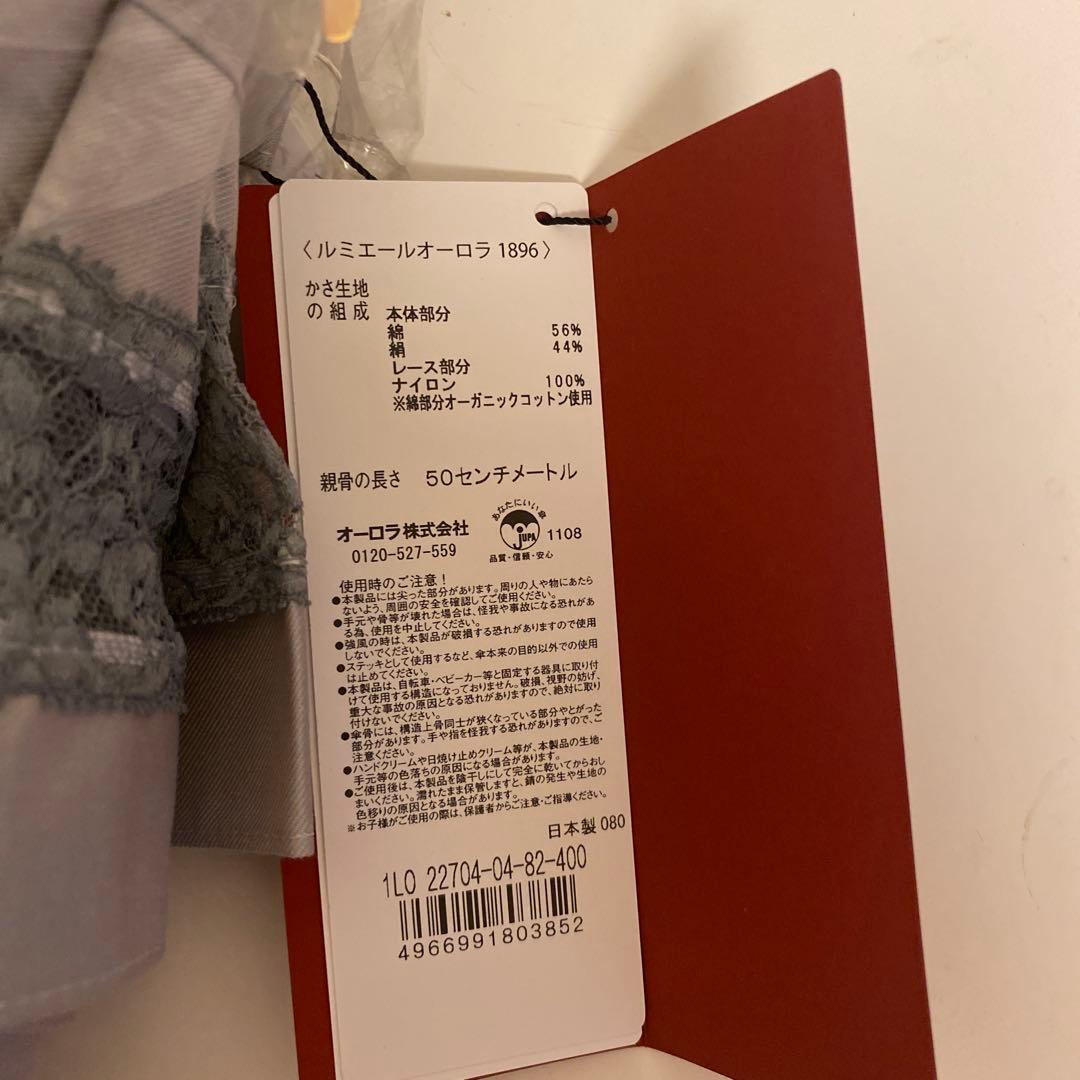 〈ルミエールオーロラ 1896〉
かさ生地
の組成
本体部分
綿 56%
絹 44%
レース部分
ナイロン 100%
※綿部分オーガニックコットン使用
親骨の長さ 50センチメートル
オーロラ株式会社
0120-527-559
あなたにいい傘
JUPA
1108
品質・信頼・安心
使用時のご注意！
●本製品には尖った部分があります。周りの人や物にあたら
ないよう、周囲の安全を確認してご使用ください。
●手元や骨等が壊れた場合は、怪我や事故になる恐れがあ
る為、使用を中止してください。
●強風の時は、本製品が破損する恐れがありますので使用
しないでください。
●ステッキとして使用するなど、傘本来の目的以外での使用
は止めてください。
●本製品は、自転車・ベビーカー等と固定する器具に取り付
けて使用する構造になっておりません。破損、視野の妨げ、
重大な事故の原因となる恐れがありますので、絶対に取り
付けないでください。
●傘骨には、構造上骨同士が狭くなっている部分やとがった
部分があります。手や指を怪我する恐れがありますので、ご
注意ください。
●ハンドクリームや日焼け止めクリーム等が、本製品の生地・
手元等の色落ちの原因になる場合があります。
●ご使用後は、本製品を陰干しにして完全に乾いてからおし
まいください。濡れたまま保管しますと、錆の発生や生地の
色移りの原因となる場合があります。
※お子様がご使用の際は、保護者からご注意・ご指導ください。
日本製 080
1LO 22704-04-82-400
4966991803852